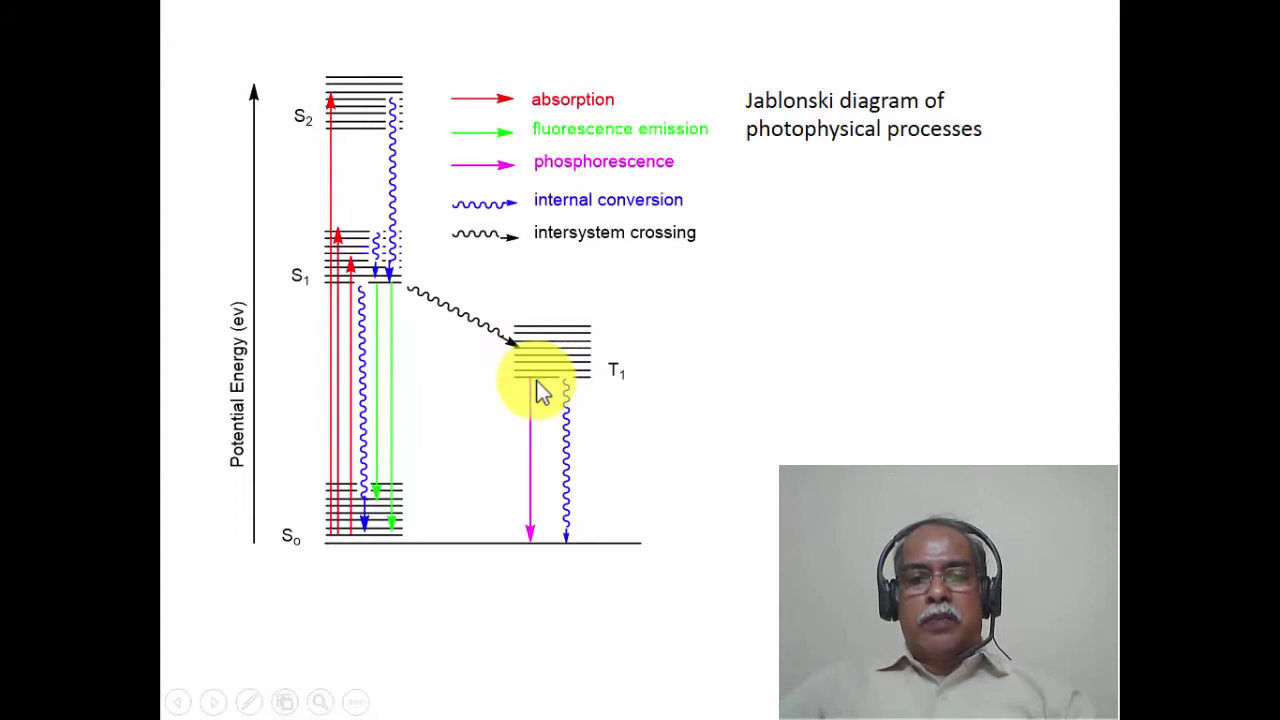 Jablonski diagram of
photophysical processes
absorption
fluorescence emission
phosphorescence
internal conversion
intersystem crossing
S2
S1
T1
So
Potential Energy (ev)